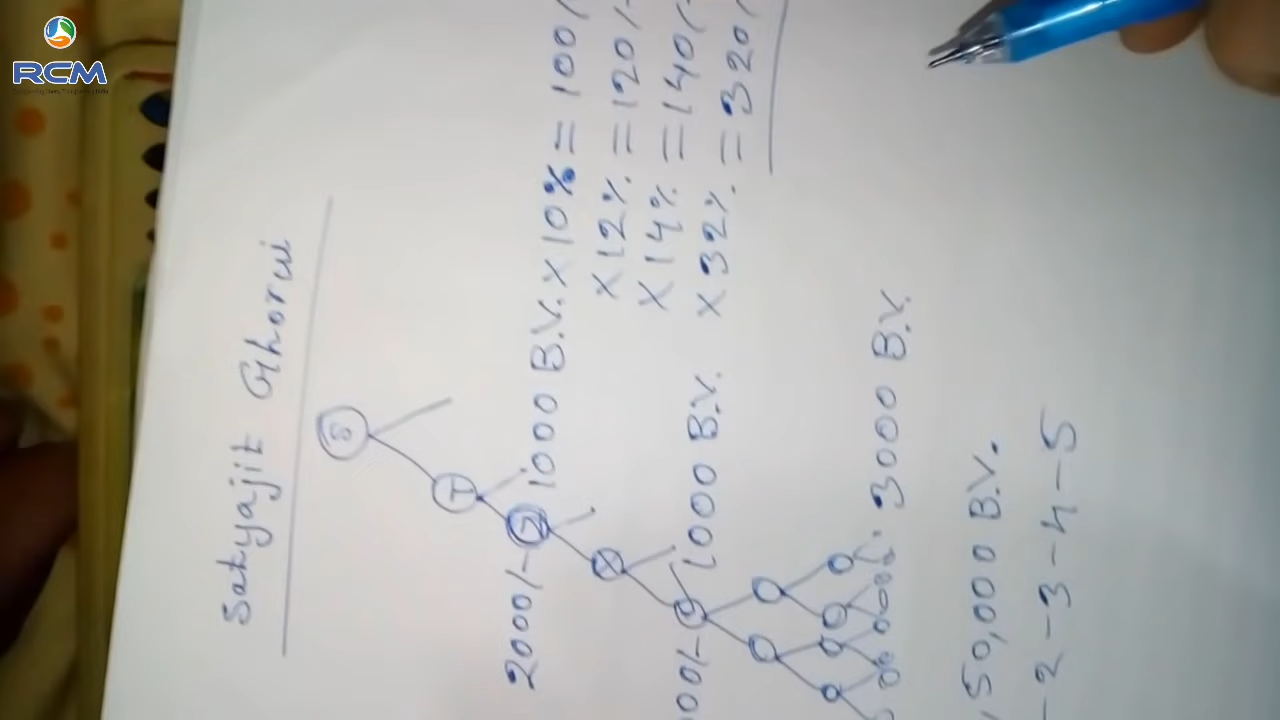 RCM
Satyajit Ghorui
S
T
2000/- S 1000 B.V. × 10% = 100/
× 12% = 120/-
× 14% = 140/-
1000 B.V. × 32% = 320/
3000 B.V.
50,000 B.V.
2-3-4-5